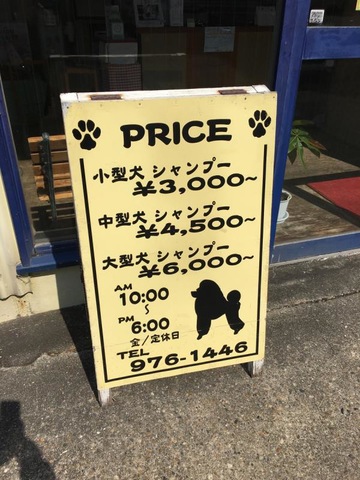 PRICE
小型犬 シャンプー
¥3,000~
中型犬 シャンプー
¥4,500~
大型犬 シャンプー
¥6,000~
AM
10:00
~
PM
6:00
金/定休日
TEL
976-1446